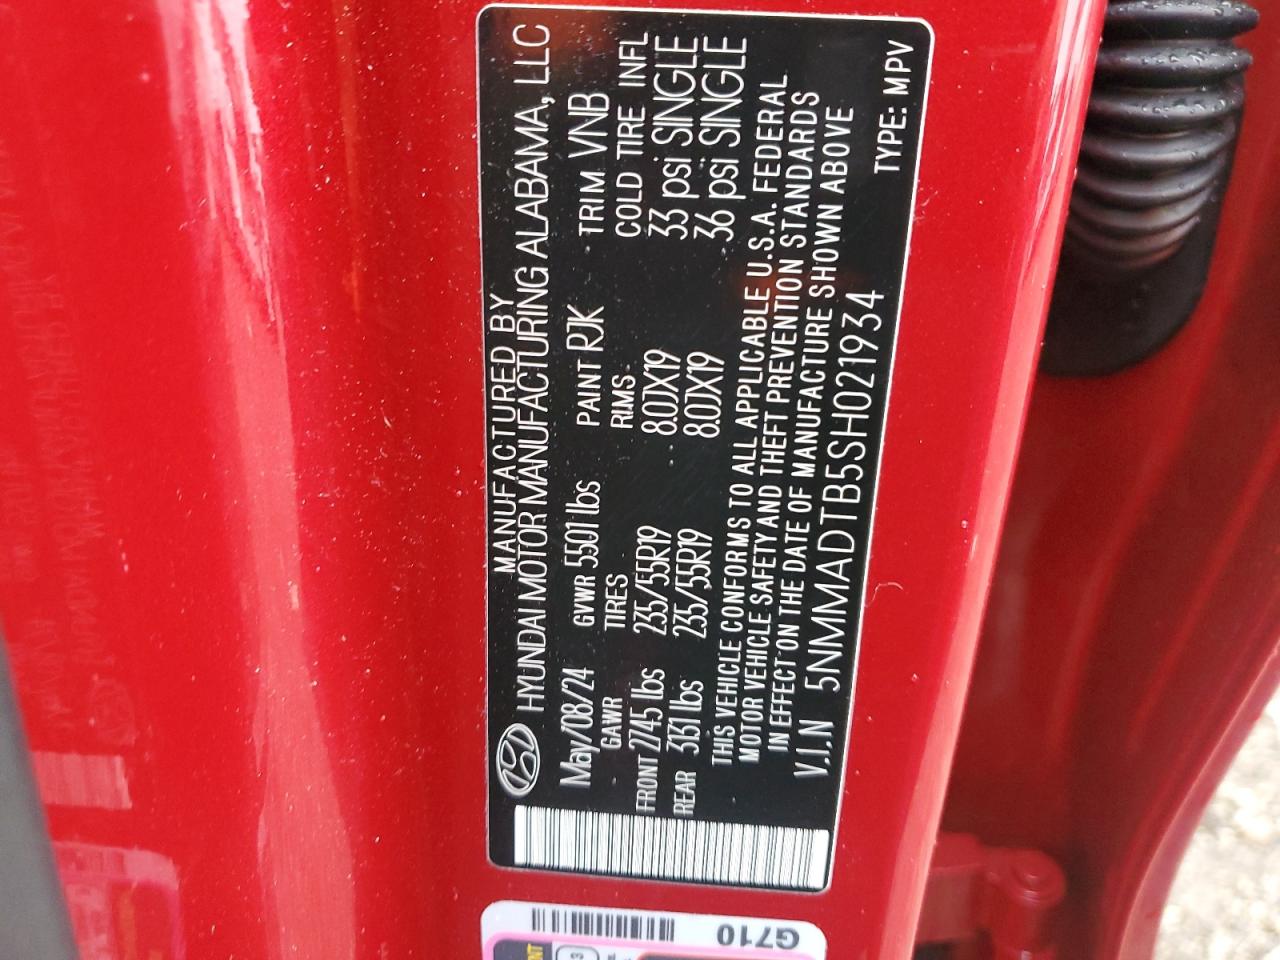 MANUFACTURED BY
HYUNDAI MOTOR MANUFACTURING ALABAMA, LLC
May/08/24 GVWR 5501 lbs PAINT RJK TRIM VNB
GAWR TIRES RIMS COLD TIRE INFL
FRONT 2745 lbs 235/55R19 8.0JX19 33 psi SINGLE
REAR 3131 lbs 235/55R19 8.0JX19 36 psi SINGLE
THIS VEHICLE CONFORMS TO ALL APPLICABLE U.S.A. FEDERAL
MOTOR VEHICLE SAFETY AND THEFT PREVENTION STANDARDS
IN EFFECT ON THE DATE OF MANUFACTURE SHOWN ABOVE
V.I.N 5NMMADTB5SH021934
TYPE: MPV
G710